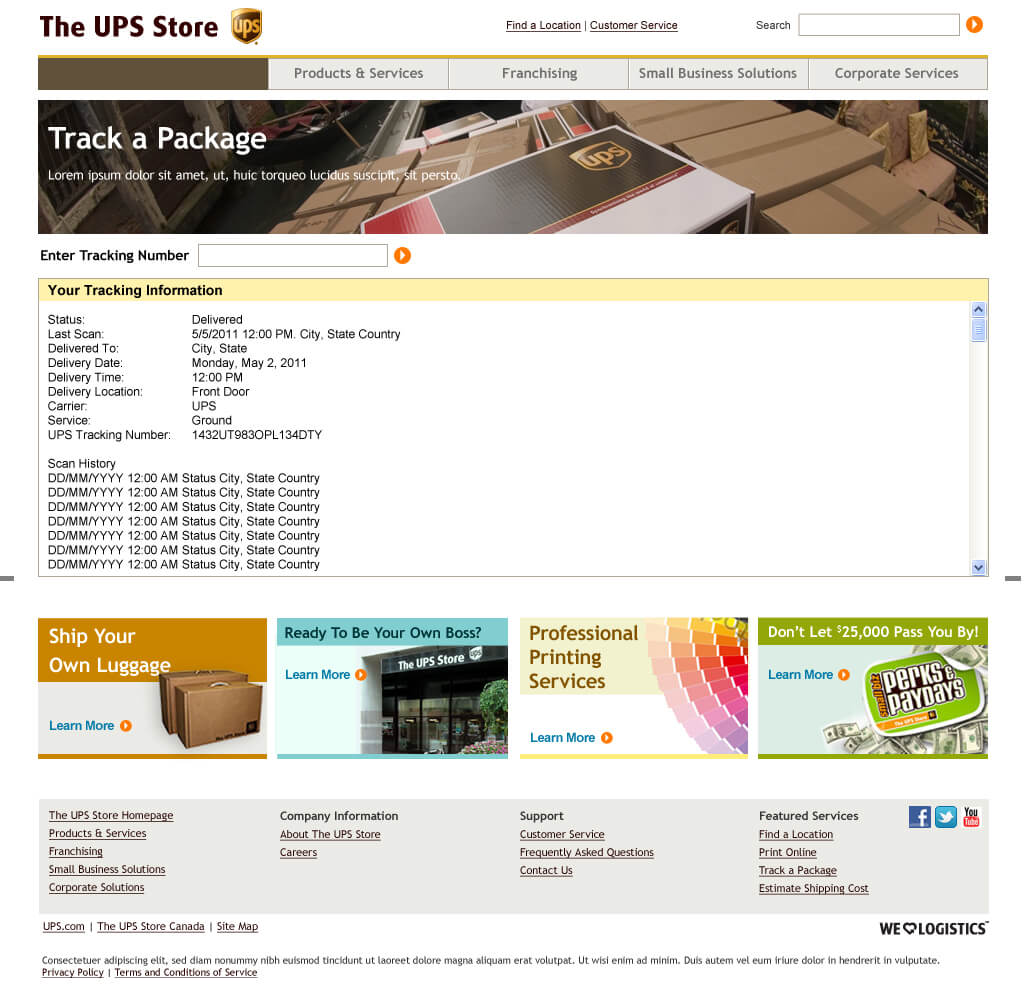 The UPS Store ups
Find a Location | Customer Service
Search
Products & Services
Franchising
Small Business Solutions
Corporate Services
Track a Package
Lorem ipsum dolor sit amet, ut, huic torqueo lucidus suscipit, sit persto.
ups
Enter Tracking Number
Your Tracking Information
Status: Delivered
Last Scan: 5/5/2011 12:00 PM. City, State Country
Delivered To: City, State
Delivery Date: Monday, May 2, 2011
Delivery Time: 12:00 PM
Delivery Location: Front Door
Carrier: UPS
Service: Ground
UPS Tracking Number: 1432UT983OPL134DTY
Scan History
DD/MM/YYYY 12:00 AM Status City, State Country
DD/MM/YYYY 12:00 AM Status City, State Country
DD/MM/YYYY 12:00 AM Status City, State Country
DD/MM/YYYY 12:00 AM Status City, State Country
DD/MM/YYYY 12:00 AM Status City, State Country
DD/MM/YYYY 12:00 AM Status City, State Country
DD/MM/YYYY 12:00 AM Status City, State Country
Ship Your
Own Luggage
Learn More
The UPS Store
Ready To Be Your Own Boss?
Learn More
The UPS Store ups
Professional
Printing
Services
Learn More
Don't Let $25,000 Pass You By!
Learn More
small biz
PERKS &
PAYDAYS
The UPS Store
The UPS Store Homepage
Products & Services
Franchising
Small Business Solutions
Corporate Solutions
Company Information
About The UPS Store
Careers
Support
Customer Service
Frequently Asked Questions
Contact Us
Featured Services
Find a Location
Print Online
Track a Package
Estimate Shipping Cost
f
You
Tube
UPS.com | The UPS Store Canada | Site Map
WE ♥ LOGISTICS™
Consectetuer adipiscing elit, sed diam nonummy nibh euismod tincidunt ut laoreet dolore magna aliquam erat volutpat. Ut wisi enim ad minim. Duis autem vel eum iriure dolor in hendrerit in vulputate.
Privacy Policy | Terms and Conditions of Service